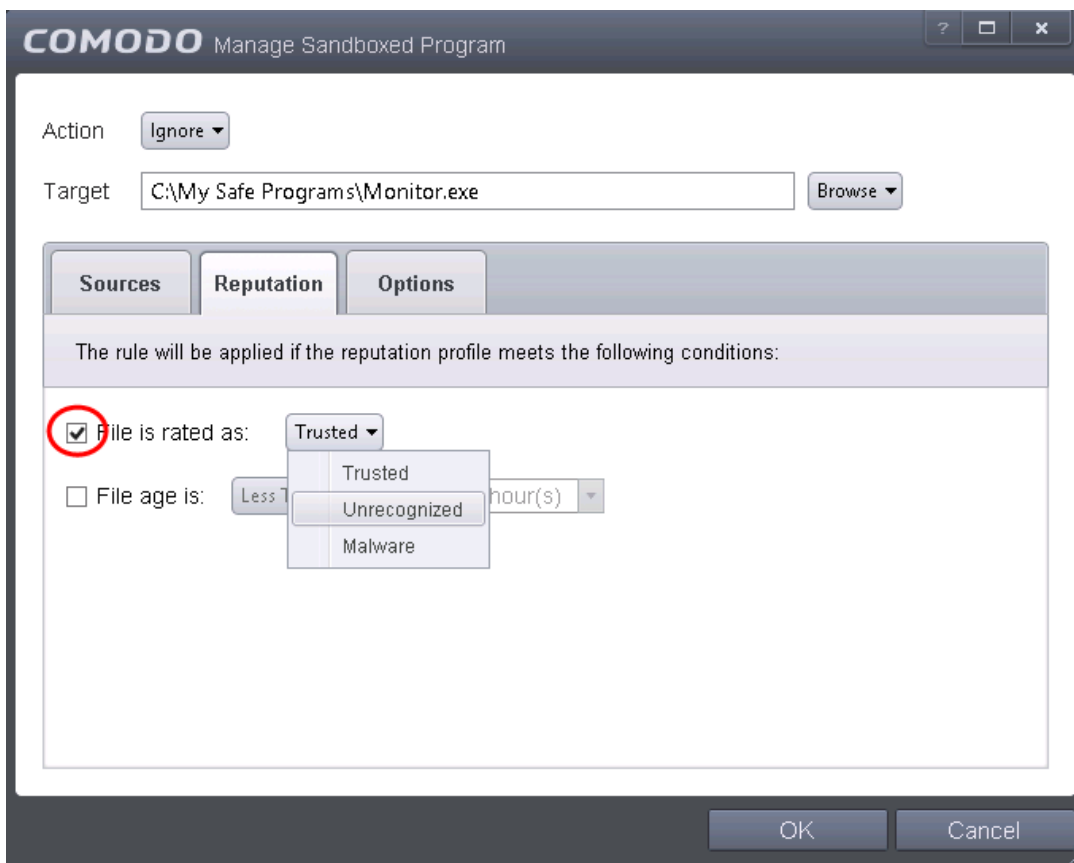 COMODO Manage Sandboxed Program
?
Action Ignore
Target C:\My Safe Programs\Monitor.exe Browse
Sources Reputation Options
The rule will be applied if the reputation profile meets the following conditions:
File is rated as: Trusted
Trusted
File age is: Less hour(s)
Unrecognized
Malware
OK Cancel